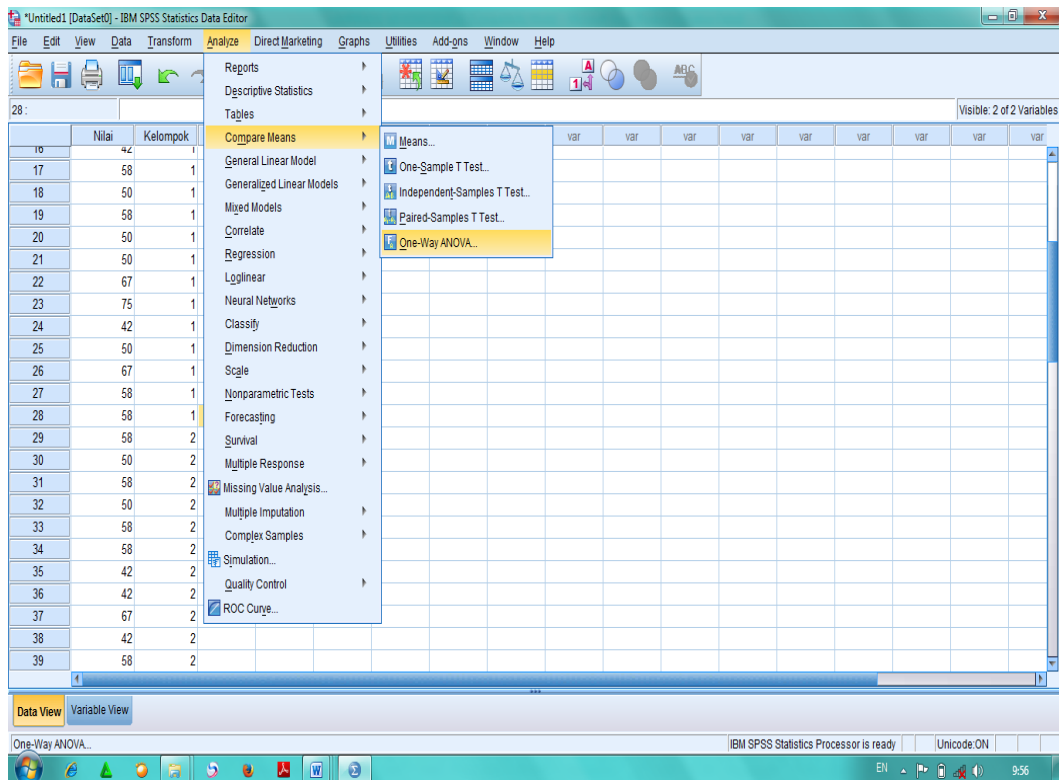 *Untitled1 [DataSet0] - IBM SPSS Statistics Data Editor
File Edit View Data Transform Analyze Direct Marketing Graphs Utilities Add-ons Window Help
28 :
Visible: 2 of 2 Variables
Nilai Kelompok var var var var var var var var var
16 42 1
17 58 1
18 50 1
19 58 1
20 50 1
21 50 1
22 67 1
23 75 1
24 42 1
25 50 1
26 67 1
27 58 1
28 58 1
29 58 2
30 50 2
31 58 2
32 50 2
33 58 2
34 58 2
35 42 2
36 42 2
37 67 2
38 42 2
39 58 2
Reports
Descriptive Statistics
Tables
Compare Means
General Linear Model
Generalized Linear Models
Mixed Models
Correlate
Regression
Loglinear
Neural Networks
Classify
Dimension Reduction
Scale
Nonparametric Tests
Forecasting
Survival
Multiple Response
Missing Value Analysis...
Multiple Imputation
Complex Samples
Simulation...
Quality Control
ROC Curve...
Means...
One-Sample T Test...
Independent-Samples T Test...
Paired-Samples T Test...
One-Way ANOVA...
Data View Variable View
One-Way ANOVA...
IBM SPSS Statistics Processor is ready Unicode:ON
EN 9:56